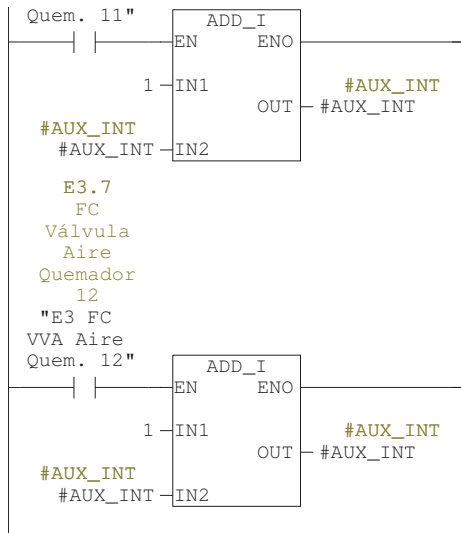 Quem. 11"
ADD_I
EN ENO
1 IN1
#AUX_INT
OUT #AUX_INT
#AUX_INT
#AUX_INT IN2
E3.7
FC
Válvula
Aire
Quemador
12
"E3 FC
VVA Aire
Quem. 12"
ADD_I
EN ENO
1 IN1
#AUX_INT
OUT #AUX_INT
#AUX_INT
#AUX_INT IN2